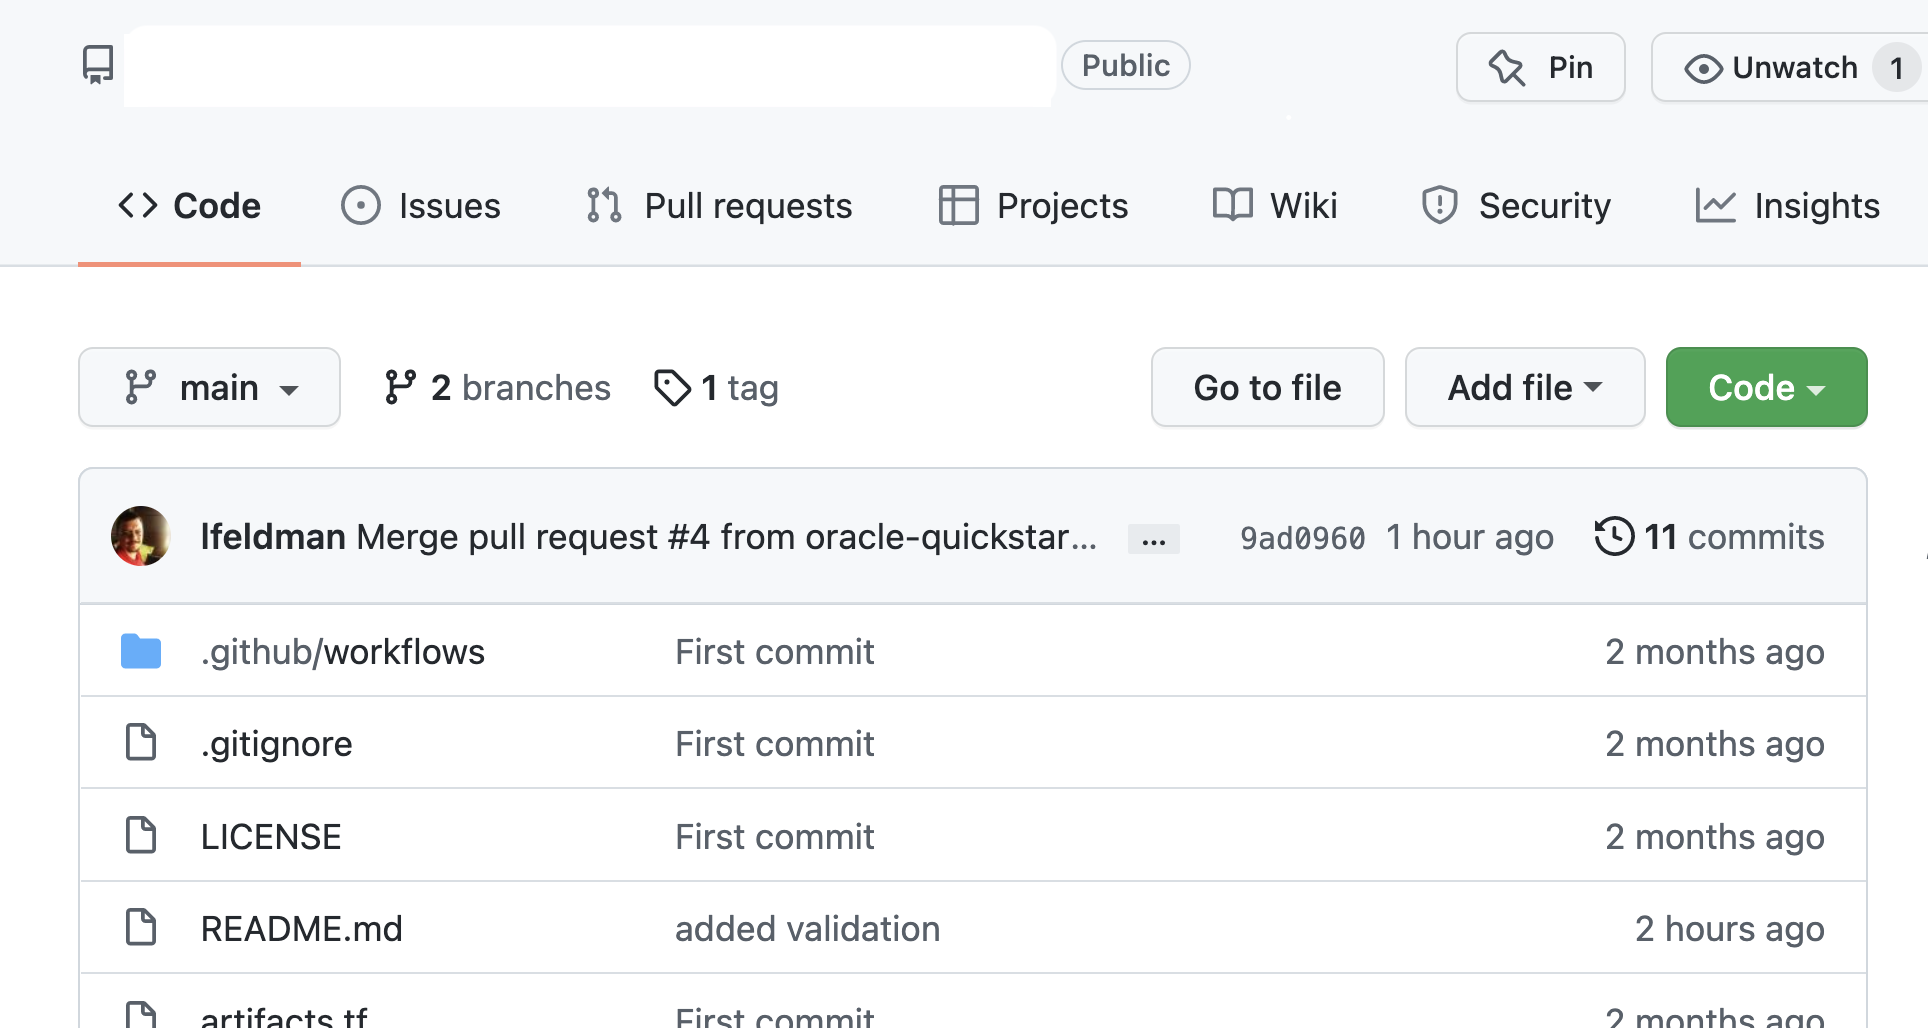 Public Pin Unwatch 1
Code Issues Pull requests Projects Wiki Security Insights
main 2 branches 1 tag Go to file Add file Code
lfeldman Merge pull request #4 from oracle-quickstar... ... 9ad0960 1 hour ago 11 commits
.github/workflows First commit 2 months ago
.gitignore First commit 2 months ago
LICENSE First commit 2 months ago
README.md added validation 2 hours ago
artifacts.tf First commit 2 months ago